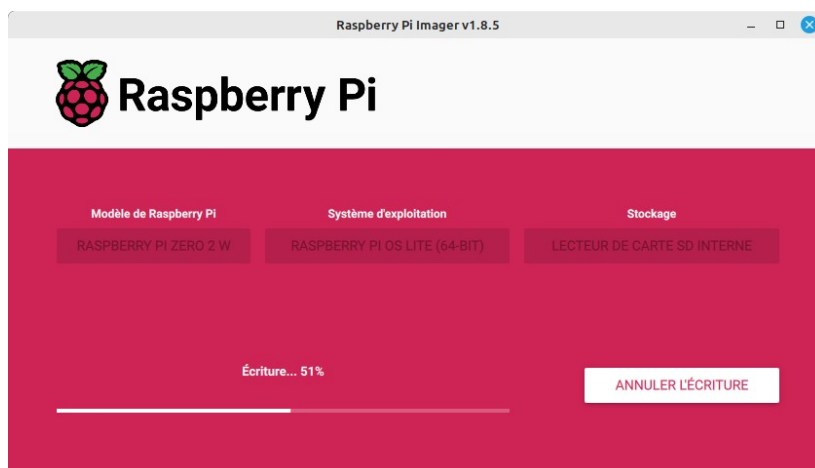 Raspberry Pi Imager v1.8.5
Raspberry Pi
Modèle de Raspberry Pi
Système d'exploitation
Stockage
RASPBERRY PI ZERO 2 W
RASPBERRY PI OS LITE (64-BIT)
LECTEUR DE CARTE SD INTERNE
Écriture... 51%
ANNULER L'ÉCRITURE